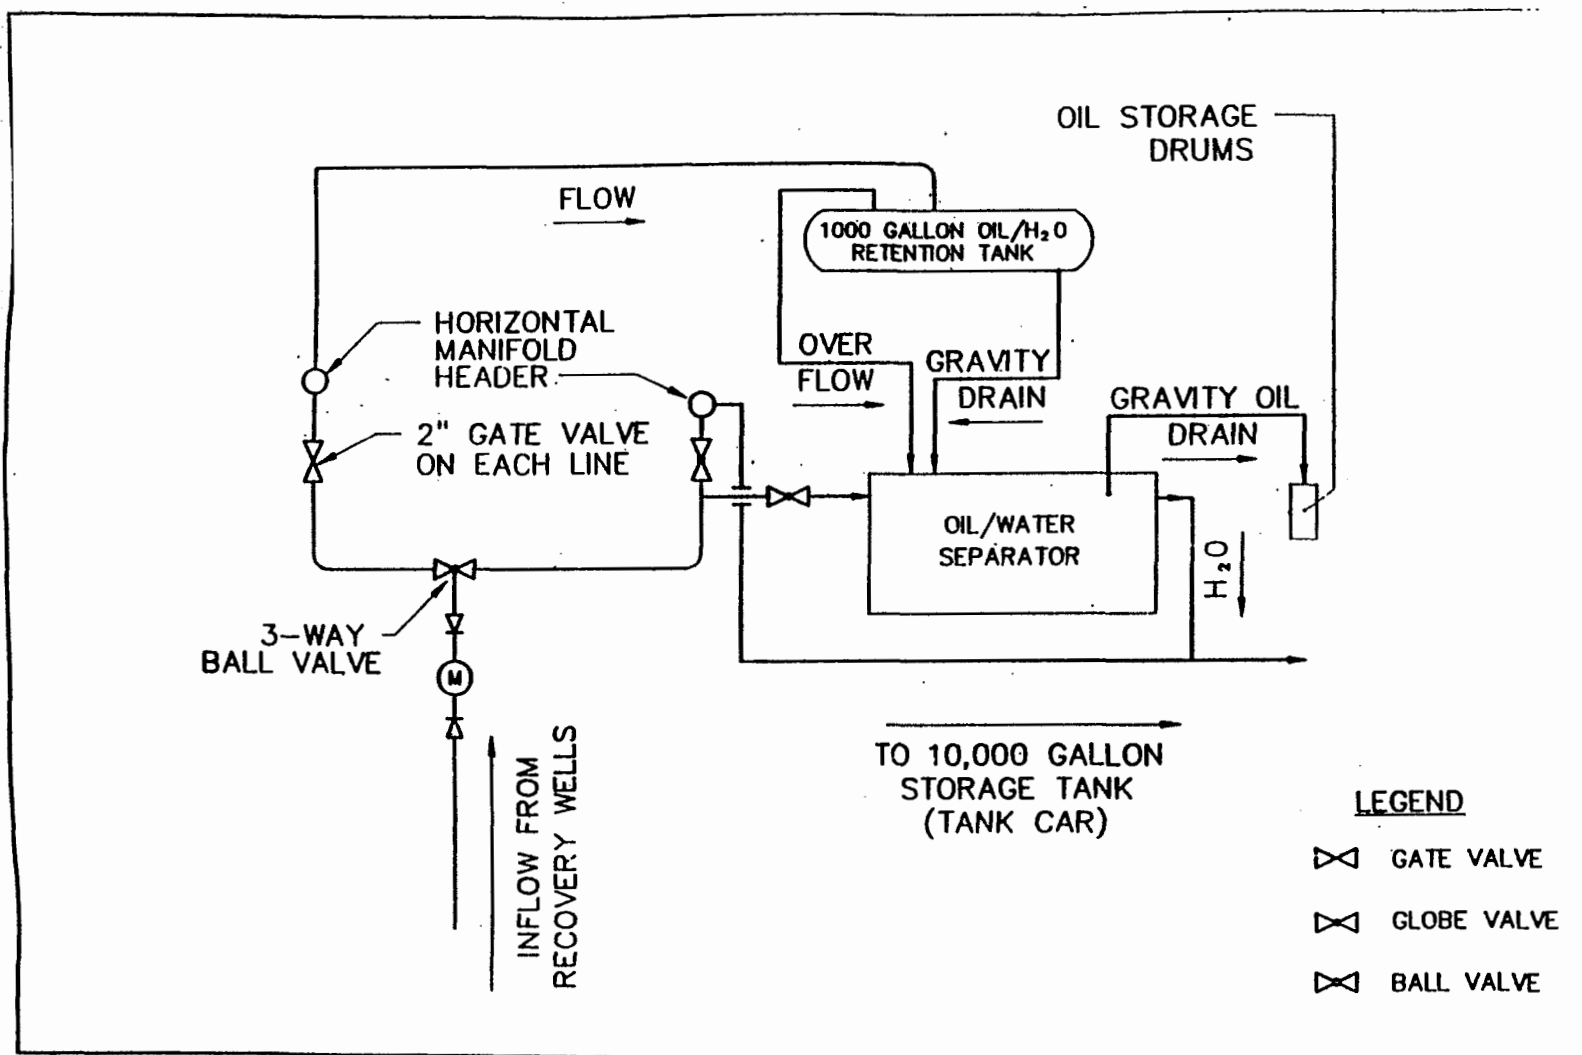 OIL STORAGE
DRUMS
FLOW
1000 GALLON OIL/H₂O
RETENTION TANK
HORIZONTAL
MANIFOLD
HEADER
OVER
FLOW
GRAVITY
DRAIN
GRAVITY OIL
DRAIN
2" GATE VALVE
ON EACH LINE
OIL/WATER
SEPARATOR
H₂O
3-WAY
BALL VALVE
M
INFLOW FROM
RECOVERY WELLS
TO 10,000 GALLON
STORAGE TANK
(TANK CAR)
LEGEND
GATE VALVE
GLOBE VALVE
BALL VALVE